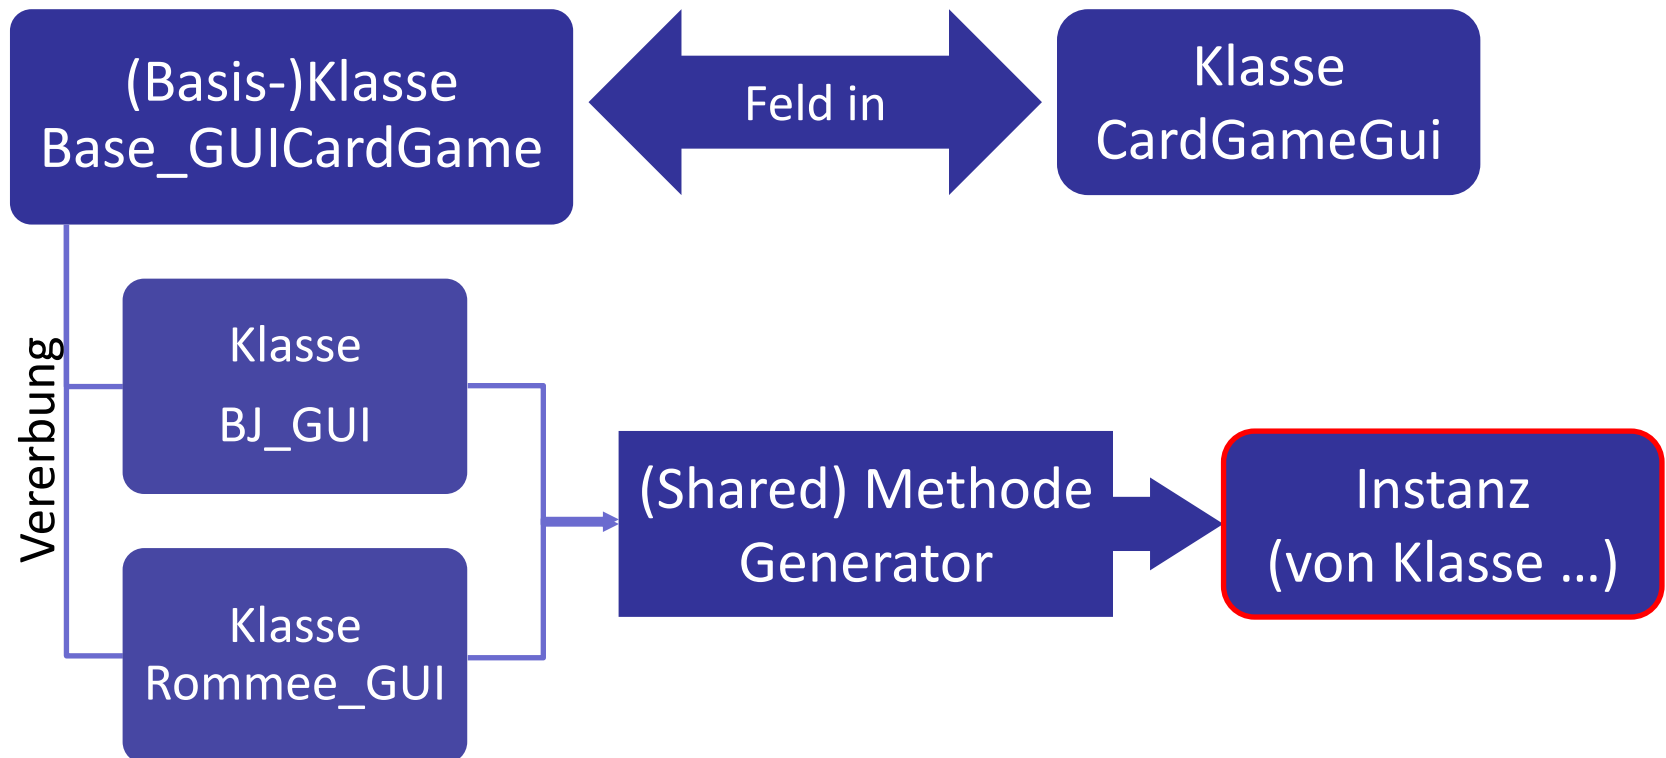 (Basis-)Klasse
Base_GUICardGame
Feld in
Klasse
CardGameGui
Vererbung
Klasse
BJ_GUI
Klasse
Rommee_GUI
(Shared) Methode
Generator
Instanz
(von Klasse …)